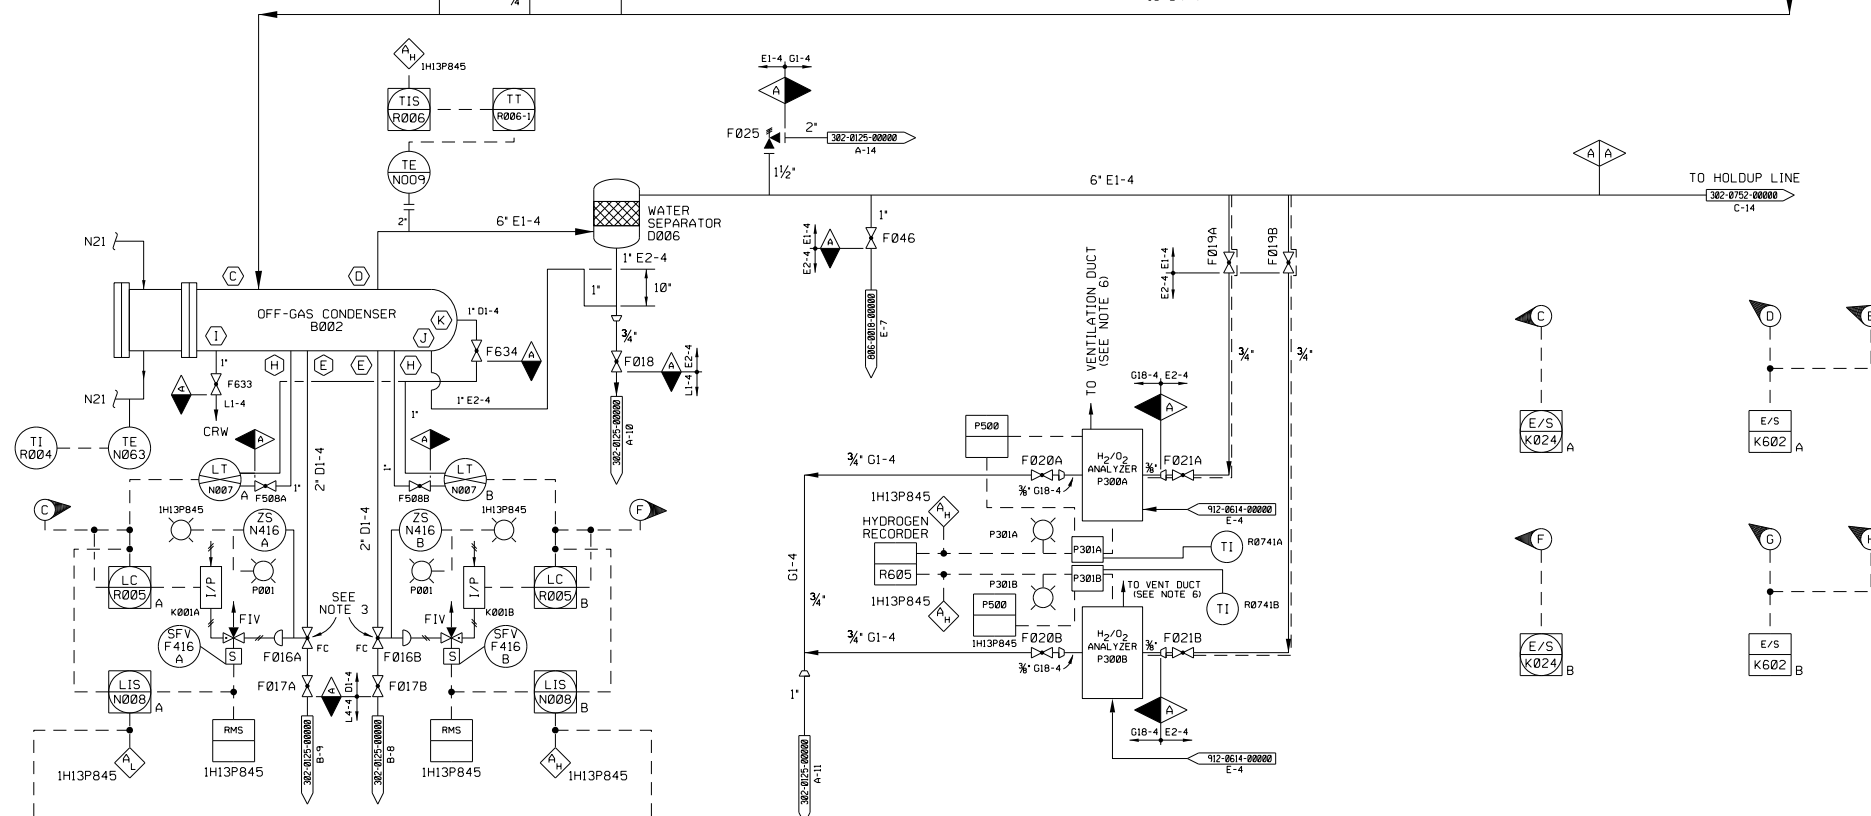 A H
1H13P845
TIS
R006
TT
R006-1
TE
N009
2"
E1-4 G1-4
A
F025
2"
302-0125-00000
A-14
1½"
6" E1-4
A A
TO HOLDUP LINE
302-0752-00000
C-14
N21
C
D
6" E1-4
WATER
SEPARATOR
D006
1" E2-4
1"
10"
1"
F046
E2-4 E1-4
A
806-0018-00000
E-7
F019A
F019B
E2-4 E1-4
TO VENTILATION DUCT
(SEE NOTE 6)
OFF-GAS CONDENSER
B002
K
1" D1-4
I
J
H
E
E
H
1"
F633
A
L1-4
CRW
F634
A
1" E2-4
¾"
F018
A
L1-4 E2-4
302-0125-00000
A-10
¾"
¾"
C
D
E/S
K024
A
E/S
K602
A
N21
TI
R004
TE
N063
A
2" D1-4
1"
1"
A
LT
N007
A
F508A
1"
F508B
LT
N007
B
G18-4 E2-4
A
P500
¾" G1-4
F020A
⅜" G18-4
H2/O2
ANALYZER
P300A
⅜"
F021A
912-0614-00000
E-4
C
1H13P845
ZS
N416
A
2" D1-4
ZS
N416
B
1H13P845
F
1H13P845
A H
HYDROGEN
RECORDER
R605
P301A
P301A
TI
R0741A
LC
R005
A
I/P
K001A
P001
P001
I/P
K001B
LC
R005
B
G1-4
¾"
1H13P845
A H
P301B
P301B
TI
R0741B
TO VENT DUCT
(SEE NOTE 6)
P500
1H13P845
SEE
NOTE 3
FIV
FIV
SFV
F416
A
S
F016A
FC
FC
F016B
S
SFV
F416
B
¾" G1-4
F020B
⅜" G18-4
H2/O2
ANALYZER
P300B
⅜"
F021B
F
G
E/S
K024
B
E/S
K602
B
LIS
N008
A
F017A
A
L4-4 D1-4
F017B
LIS
N008
B
1"
A
G18-4 E2-4
912-0614-00000
E-4
RMS
1H13P845
RMS
1H13P845
1H13P845
A L
302-0125-00000
B-9
302-0125-00000
B-8
A H
1H13P845
302-0125-00000
A-11